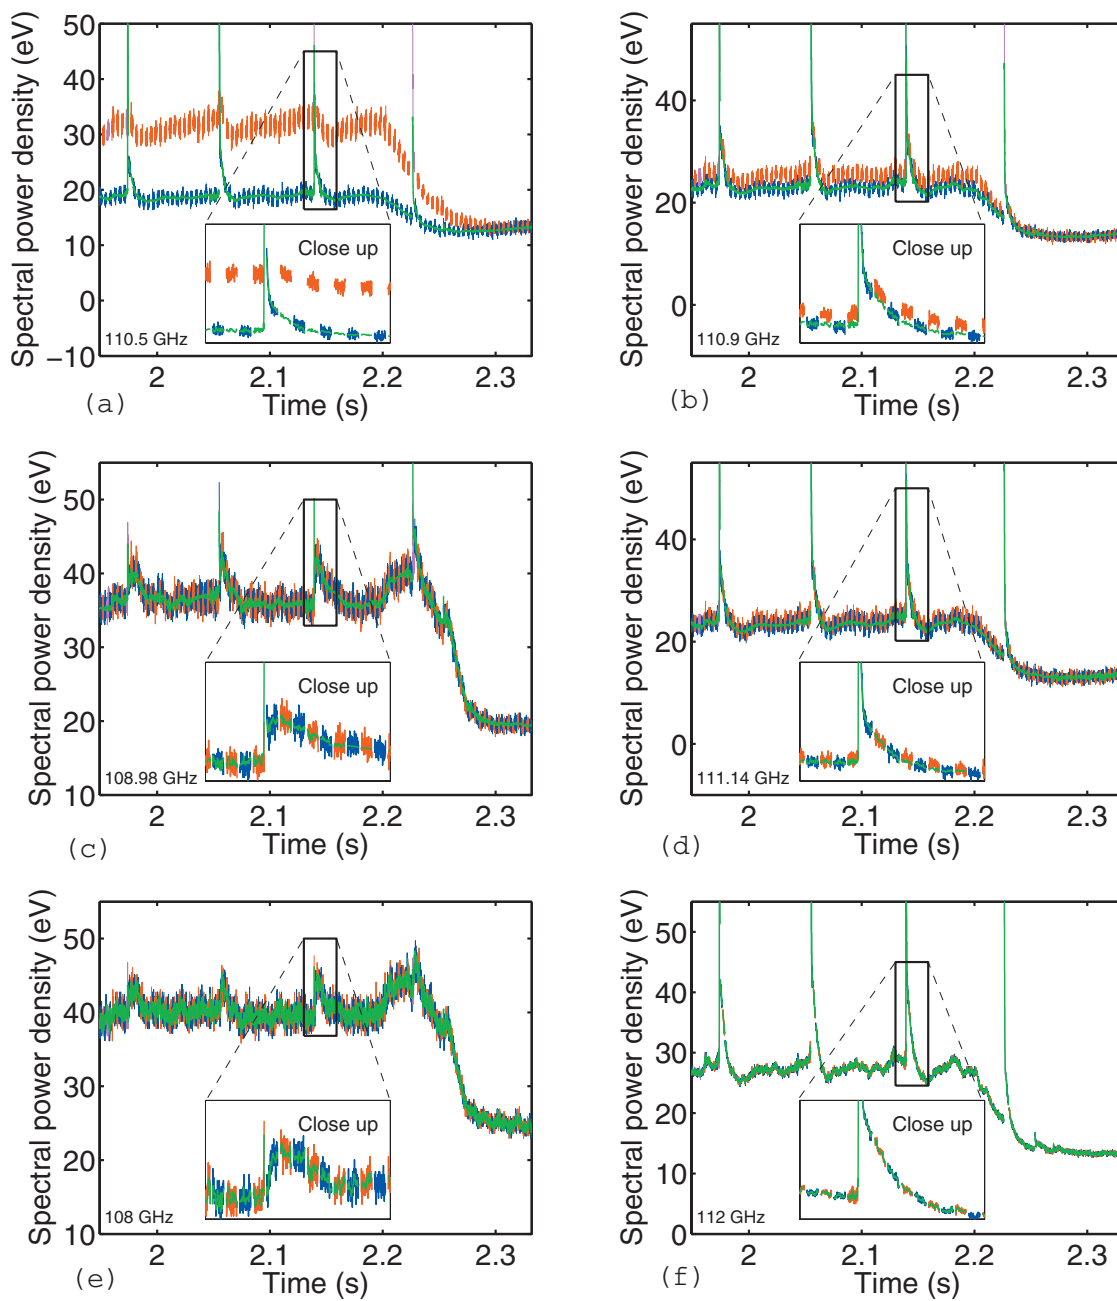 Spectral power density (eV)
50
40
30
20
10
0
−10
Close up
110.5 GHz
2
2.1
2.2
2.3
(a)
Time (s)
Spectral power density (eV)
40
20
0
Close up
110.9 GHz
2
2.1
2.2
2.3
(b)
Time (s)
Spectral power density (eV)
50
40
30
20
10
Close up
108.98 GHz
2
2.1
2.2
2.3
(c)
Time (s)
Spectral power density (eV)
40
20
0
Close up
111.14 GHz
2
2.1
2.2
2.3
(d)
Time (s)
Spectral power density (eV)
50
40
30
20
10
Close up
108 GHz
2
2.1
2.2
2.3
(e)
Time (s)
Spectral power density (eV)
50
40
30
20
10
0
Close up
112 GHz
2
2.1
2.2
2.3
(f)
Time (s)